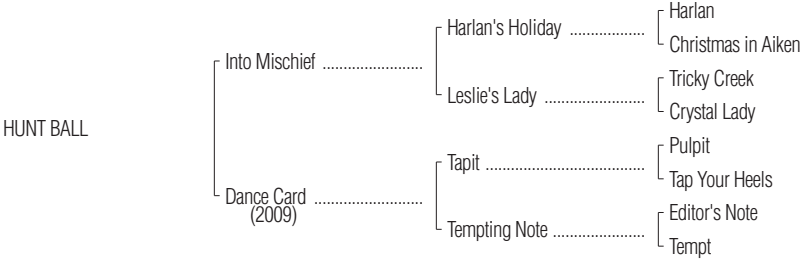 Harlan
Harlan's Holiday ....................
Christmas in Aiken
Into Mischief .......................
Tricky Creek
Leslie's Lady ..........................
Crystal Lady
HUNT BALL
Pulpit
Tapit ..........................................
Tap Your Heels
Dance Card .........................
(2009)
Editor's Note
Tempting Note ........................
Tempt